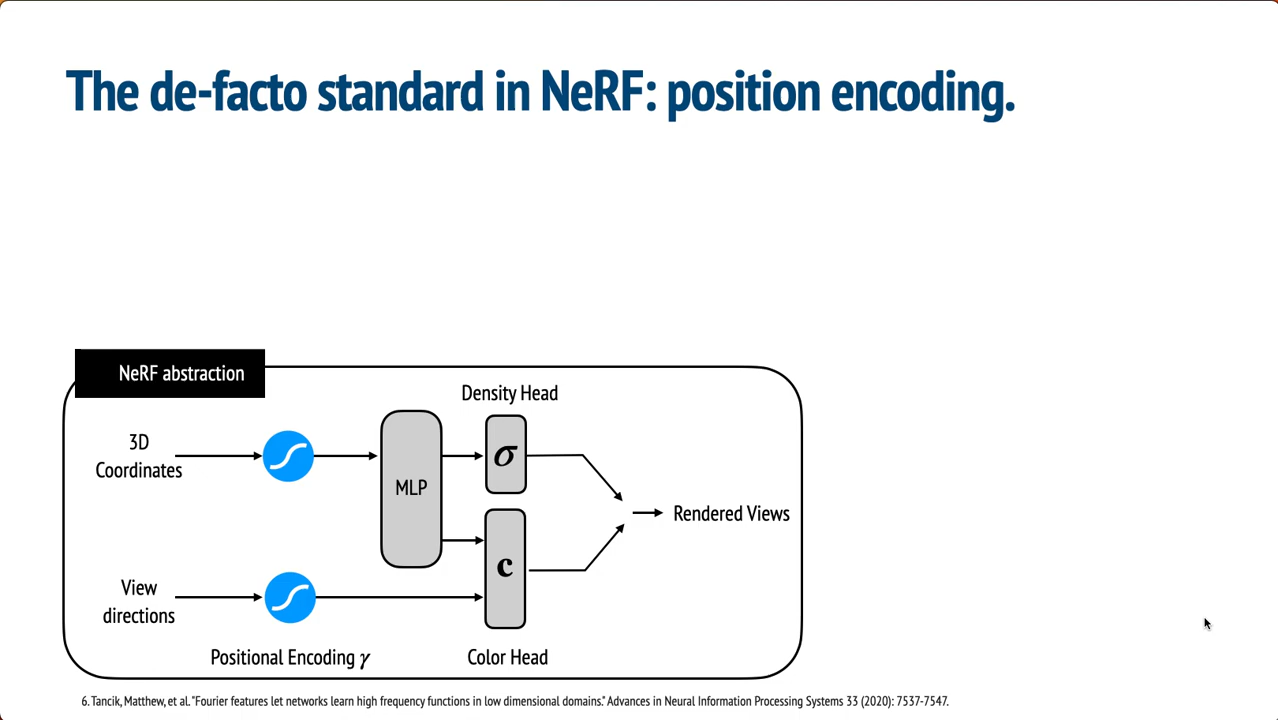 The de-facto standard in NeRF: position encoding.
NeRF abstraction
Density Head
3D
Coordinates
σ
MLP
Rendered Views
c
View
directions
Positional Encoding γ
Color Head
6. Tancik, Matthew, et al. "Fourier features let networks learn high frequency functions in low dimensional domains." Advances in Neural Information Processing Systems 33 (2020): 7537-7547.